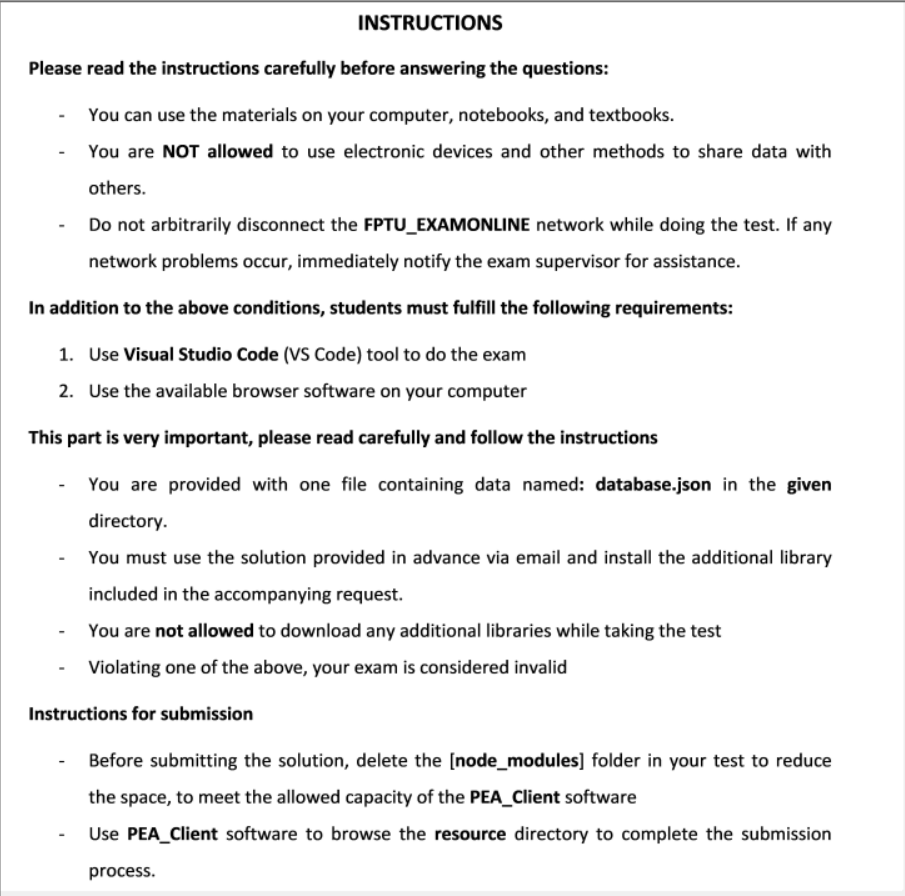 INSTRUCTIONS
Please read the instructions carefully before answering the questions:
- You can use the materials on your computer, notebooks, and textbooks.
- You are NOT allowed to use electronic devices and other methods to share data with
others.
- Do not arbitrarily disconnect the FPTU_EXAMONLINE network while doing the test. If any
network problems occur, immediately notify the exam supervisor for assistance.
In addition to the above conditions, students must fulfill the following requirements:
1. Use Visual Studio Code (VS Code) tool to do the exam
2. Use the available browser software on your computer
This part is very important, please read carefully and follow the instructions
- You are provided with one file containing data named: database.json in the given
directory.
- You must use the solution provided in advance via email and install the additional library
included in the accompanying request.
- You are not allowed to download any additional libraries while taking the test
- Violating one of the above, your exam is considered invalid
Instructions for submission
- Before submitting the solution, delete the [node_modules] folder in your test to reduce
the space, to meet the allowed capacity of the PEA_Client software
- Use PEA_Client software to browse the resource directory to complete the submission
process.